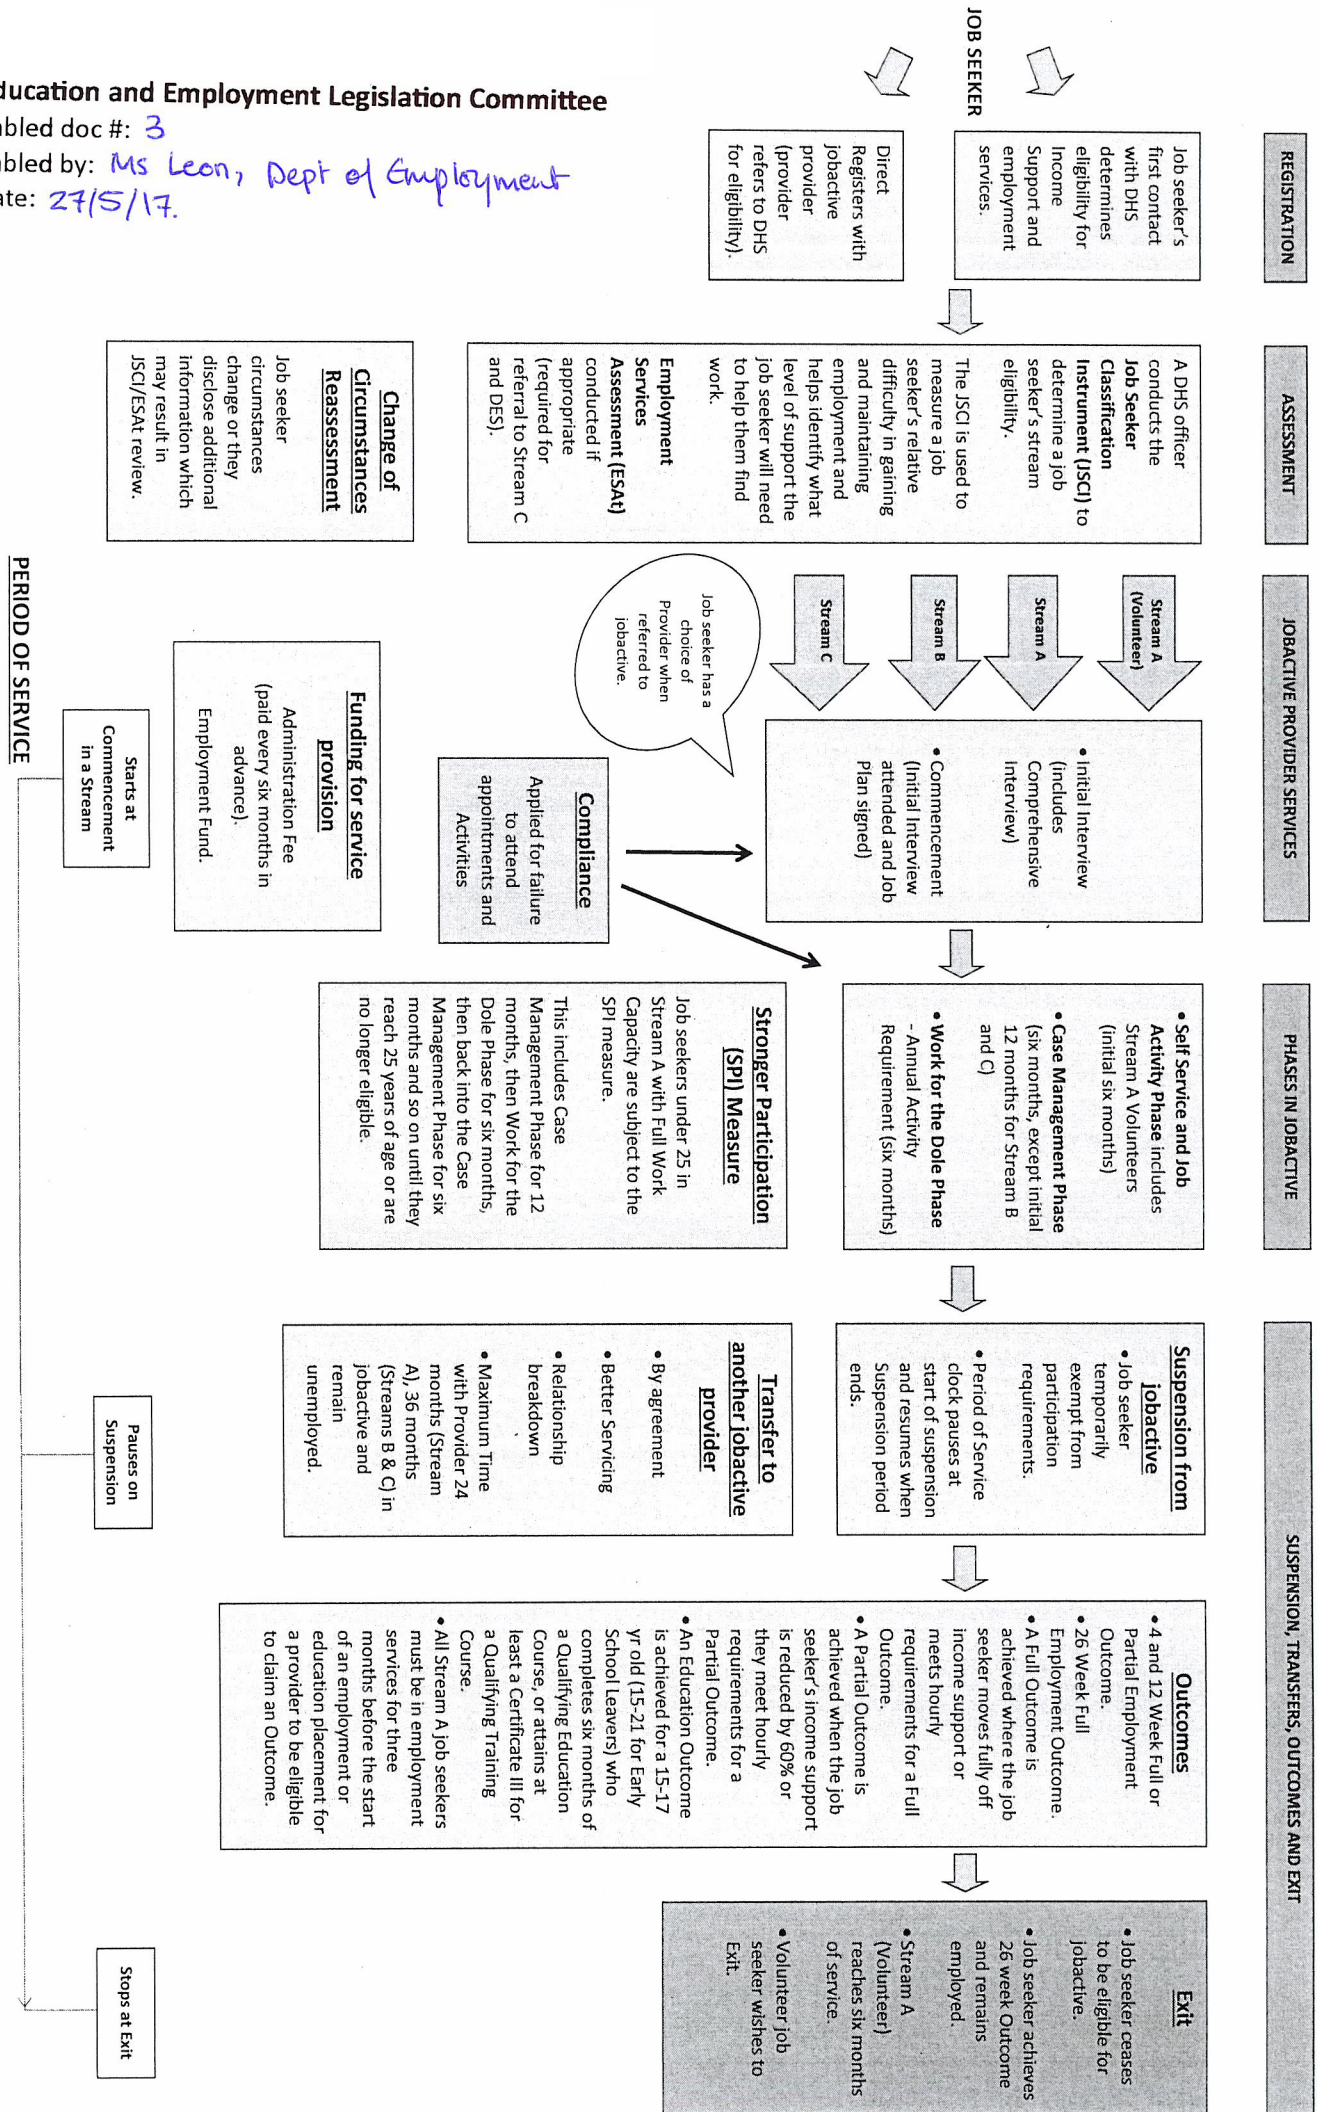 ducation and Employment Legislation Committee
bled doc #: 3
bled by: Ms Leon, Dept of Employment
ate: 27/5/17.
JOB SEEKER
REGISTRATION
Job seeker's
first contact
with DHS
determines
eligibility for
Income
Support and
employment
services.
Direct
Registers with
jobactive
provider
(provider
refers to DHS
for eligibility).
ASSESSMENT
A DHS officer
conducts the
Job Seeker
Classification
Instrument (JSCI) to
determine a job
seeker's stream
eligibility.
The JSCI is used to
measure a job
seeker's relative
difficulty in gaining
and maintaining
employment and
helps identify what
level of support the
job seeker will need
to help them find
work.
Employment
Services
Assessment (ESAt)
conducted if
appropriate
(required for
referral to Stream C
and DES).
Change of
Circumstances
Reassessment
Job seeker
circumstances
change or they
disclose additional
information which
may result in
JSCI/ESAt review.
JOBACTIVE PROVIDER SERVICES
Stream A
(Volunteer)
Stream A
Stream B
Stream C
Job seeker has a
choice of
Provider when
referred to
jobactive.
• Initial Interview
(includes
Comprehensive
Interview)
• Commencement
(Initial Interview
attended and Job
Plan signed)
Compliance
Applied for failure
to attend
appointments and
Activities
Funding for service
provision
Administration Fee
(paid every six months in
advance).
Employment Fund.
PHASES IN JOBACTIVE
• Self Service and Job
Activity Phase includes
Stream A Volunteers
(initial six months)
• Case Management Phase
(six months, except initial
12 months for Stream B
and C)
• Work for the Dole Phase
- Annual Activity
Requirement (six months)
Stronger Participation
(SPI) Measure
Job seekers under 25 in
Stream A with Full Work
Capacity are subject to the
SPI measure.
This includes Case
Management Phase for 12
months, then Work for the
Dole Phase for six months,
then back into the Case
Management Phase for six
months and so on until they
reach 25 years of age or are
no longer eligible.
SUSPENSION, TRANSFERS, OUTCOMES AND EXIT
Suspension from
jobactive
• Job seeker
temporarily
exempt from
participation
requirements.
• Period of Service
clock pauses at
start of suspension
and resumes when
Suspension period
ends.
Transfer to
another jobactive
provider
• By agreement
• Better Servicing
• Relationship
breakdown
• Maximum Time
with Provider 24
months (Stream
A), 36 months
(Streams B & C) in
jobactive and
remain
unemployed.
Outcomes
• 4 and 12 Week Full or
Partial Employment
Outcome.
• 26 Week Full
Employment Outcome.
• A Full Outcome is
achieved where the job
seeker moves fully off
income support or
meets hourly
requirements for a Full
Outcome.
• A Partial Outcome is
achieved when the job
seeker's income support
is reduced by 60% or
they meet hourly
requirements for a
Partial Outcome.
• An Education Outcome
is achieved for a 15-17
yr old (15-21 for Early
School Leavers) who
completes six months of
a Qualifying Education
Course, or attains at
least a Certificate III for
a Qualifying Training
Course.
• All Stream A job seekers
must be in employment
services for three
months before the start
of an employment or
education placement for
a provider to be eligible
to claim an Outcome.
Exit
• Job seeker ceases
to be eligible for
jobactive.
• Job seeker achieves
26 week Outcome
and remains
employed.
• Stream A
(Volunteer)
reaches six months
of service.
• Volunteer job
seeker wishes to
Exit.
PERIOD OF SERVICE
Starts at
Commencement
in a Stream
Pauses on
Suspension
Stops at Exit